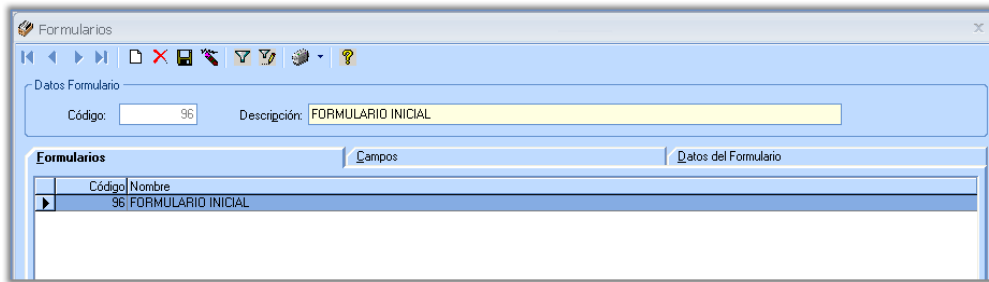 Formularios
Datos Formulario
Código: 96 Descripción: FORMULARIO INICIAL
Formularios Campos Datos del Formulario
Código Nombre
96 FORMULARIO INICIAL